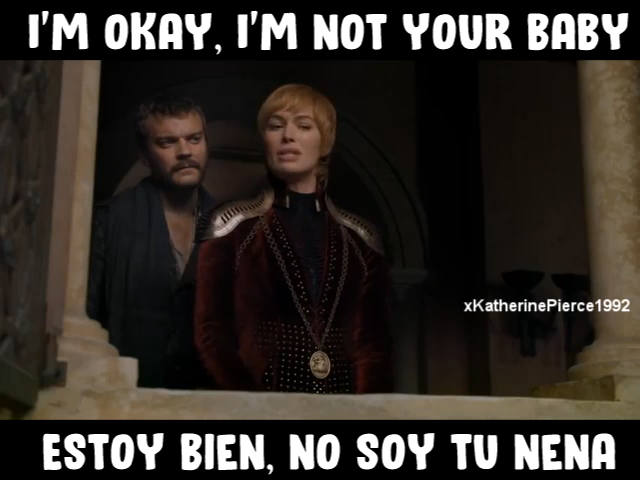 I'M OKAY, I'M NOT YOUR BABY
xKatherinePierce1992
ESTOY BIEN, NO SOY TU NENA